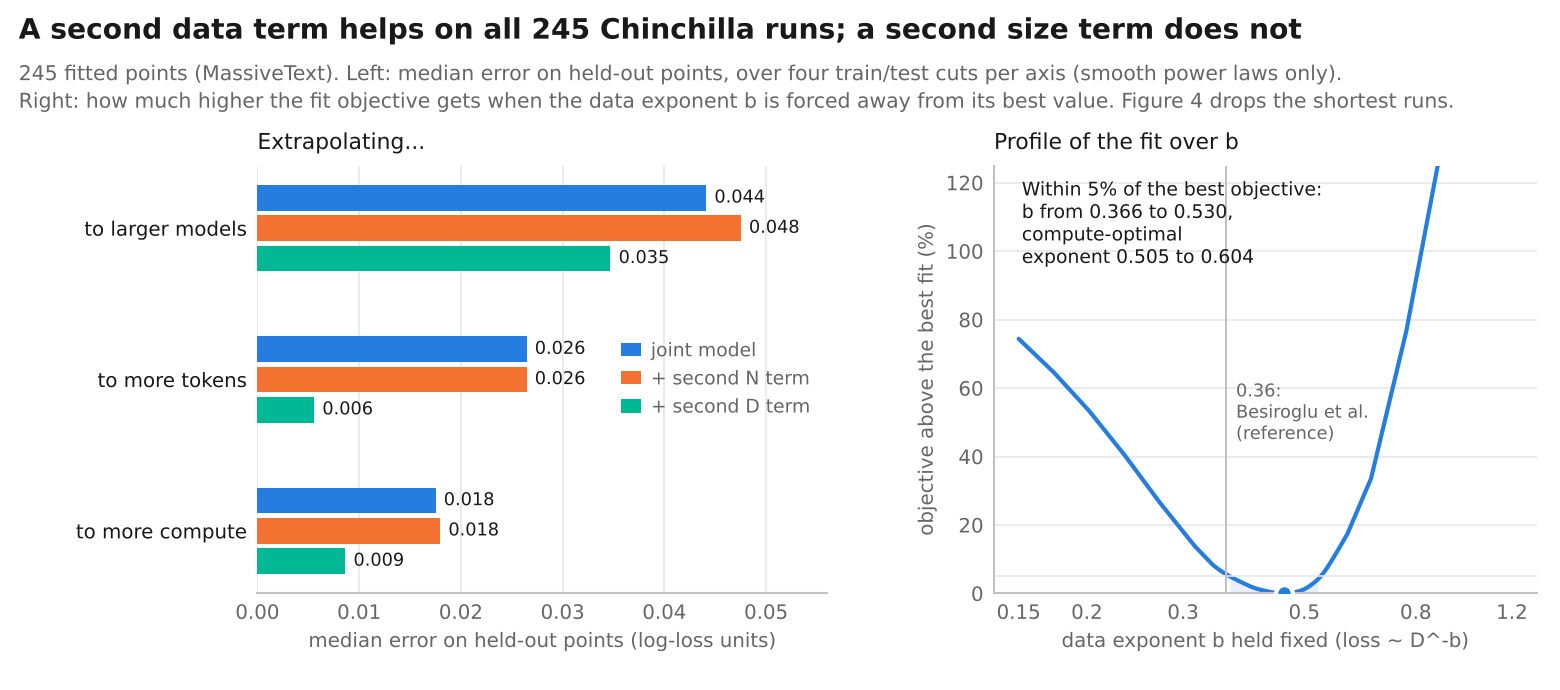 A second data term helps on all 245 Chinchilla runs; a second size term does not
245 fitted points (MassiveText). Left: median error on held-out points, over four train/test cuts per axis (smooth power laws only).
Right: how much higher the fit objective gets when the data exponent b is forced away from its best value. Figure 4 drops the shortest runs.
Extrapolating...
to larger models
0.044
0.048
0.035
to more tokens
0.026
0.026
0.006
to more compute
0.018
0.018
0.009
joint model
+ second N term
+ second D term
0.00 0.01 0.02 0.03 0.04 0.05
median error on held-out points (log-loss units)
Profile of the fit over b
objective above the best fit (%)
120
100
80
60
40
20
0
Within 5% of the best objective:
b from 0.366 to 0.530,
compute-optimal
exponent 0.505 to 0.604
0.36:
Besiroglu et al.
(reference)
0.15 0.2 0.3 0.5 0.8 1.2
data exponent b held fixed (loss ~ D^-b)